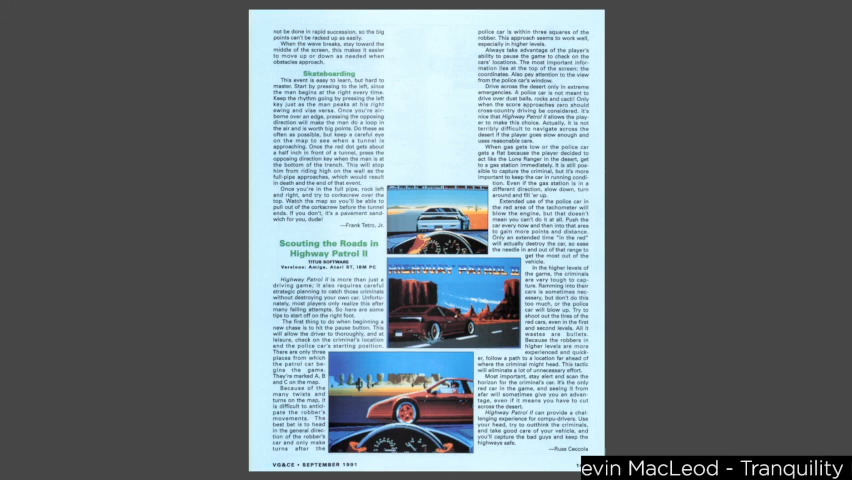 not be done in rapid succession, so the big
points can't be racked up as easily.
When the wave breaks, stay toward the
middle of the screen, this makes it easier
to move up or down as needed when
obstacles approach.
Skateboarding
This event is easy to learn, but hard to
master. Start by pressing to the left, since
the man begins at the right every time.
Keep the rhythm going by pressing the left
key just as the man peaks at his right
swing and vise versa. Once you're air-
borne over an edge, pressing the opposing
direction will make the man do a loop in
the air and is worth big points. Do these as
often as possible, but keep a careful eye
on the map to see when a tunnel is
approaching. Once the red dot gets about
a half inch in front of a tunnel, press the
opposing direction key when the man is at
the bottom of the trench. This will stop
him from riding high on the wall as the
full-pipe approaches, which would result
in death and the end of that event.
Once you're in the full pipe, rock left
and right, and try to corkscrew over the
top. Watch the map so you'll be able to
pull out of the corkscrew before the tunnel
ends. If you don't, it's a pavement sand-
wich for you, dude!
—Frank Tetro, Jr.
Scouting the Roads in
Highway Patrol II
TITUS SOFTWARE
Versions: Amiga, Atari ST, IBM PC
Highway Patrol II is more than just a
driving game; it also requires careful
strategic planning to catch those criminals
without destroying your own car. Unfortu-
nately, most players only realize this after
many failing attempts. So here are some
tips to start off on the right foot.
The first thing to do when beginning a
new chase is to hit the pause button. This
will allow the driver to thoroughly, and at
leisure, check on the criminal's location
and the police car's starting position.
There are only three
places from which
the patrol car be-
gins the game.
They're marked A, B
and C on the map.
Because of the
many twists and
turns on the map, it
is difficult to antici-
pate the robber's
movements. The
best bet is to head
in the general direc-
tion of the robber's
car and only make
turns after the
police car is within three squares of the
robber. This approach seems to work well,
especially in higher levels.
Always take advantage of the player's
ability to pause the game to check on the
cars' locations. The most important infor-
mation lies at the top of the screen; the
coordinates. Also pay attention to the view
from the police car's window.
Drive across the desert only in extreme
emergencies. A police car is not meant to
drive over dust balls, rocks and cacti! Only
when the score approaches zero should
cross-country driving be considered. It's
nice that Highway Patrol II allows the play-
er to make this choice. Actually, it is not
terribly difficult to navigate across the
desert if the player goes slow enough and
uses reasonable care.
When gas gets low or the police car
gets a flat because the player decided to
act like the Lone Ranger in the desert, get
to a gas station immediately. It is still pos-
sible to capture the criminal, but it's more
important to keep the car in running condi-
tion. Even if the gas station is in a
different direction, slow down, turn
around and fill 'er up.
Extended use of the police car in
the red area of the tachometer will
blow the engine, but that doesn't
mean you can't do it at all. Push the
car every now and then into that area
to gain more points and distance.
Only an extended time "in the red"
will actually destroy the car, so ease
the needle in and out of that range to
get the most out of the
vehicle.
In the higher levels of
the game, the criminals
are very tough to cap-
ture. Ramming into their
cars is sometimes nec-
essary, but don't do this
too much, or the police
car will blow up. Try to
shoot out the tires of the
red cars, even in the first
and second levels. All it
wastes are bullets.
Because the robbers in
higher levels are more
experienced and quick-
er, follow a path to a location far ahead of
where the criminal might head. This tactic
will eliminate a lot of unnecessary effort.
Most important, stay alert and scan the
horizon for the criminal's car. It's the only
red car in the game, and seeing it from
afar will sometimes give you an advan-
tage, even if it means you have to cut
across the desert.
Highway Patrol II can provide a chal-
lenging experience for compu-drivers. Use
your head, try to outthink the criminals,
and take good care of your vehicle, and
you'll capture the bad guys and keep the
highways safe.
—Russ Ceccola
HIGHWAY PATROL II
VG&CE • SEPTEMBER 1991
evin MacLeod - Tranquility